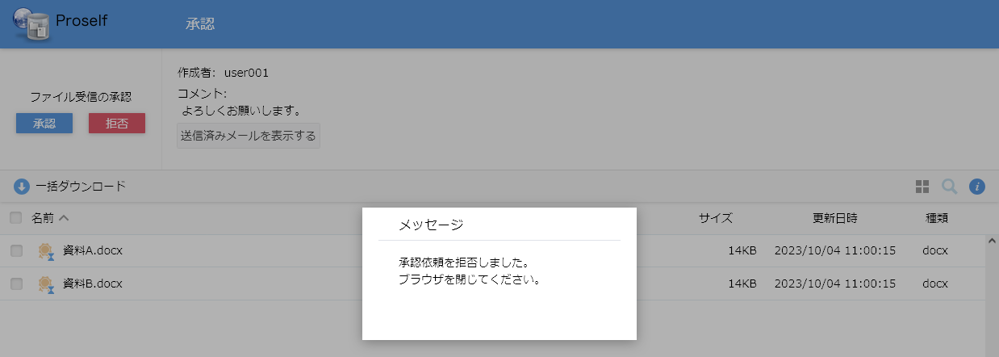 Proself
承認
ファイル受信の承認
承認 拒否
作成者: user001
コメント:
よろしくお願いします。
送信済みメールを表示する
一括ダウンロード
名前 サイズ 更新日時 種類
資料A.docx 14KB 2023/10/04 11:00:15 docx
資料B.docx 14KB 2023/10/04 11:00:15 docx
メッセージ
承認依頼を拒否しました。
ブラウザを閉じてください。